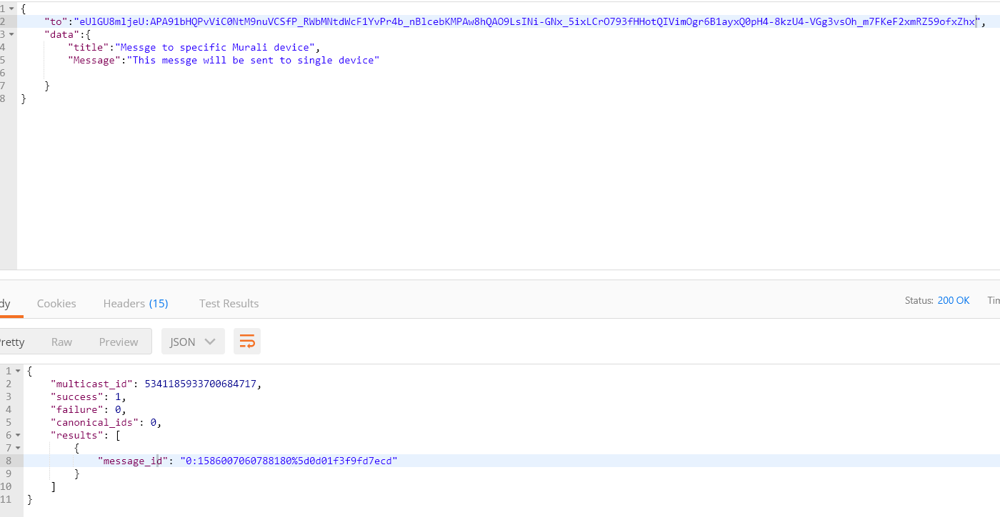 1 {
2 "to":"eUlGU8mljeU:APA91bHQPvViC0NtM9nuVCSfP_RWbMNtdWcF1YvPr4b_nBlcebKMPAw8hQAO9LsINi-GNx_5ixLCrO793fHHotQIVimOgr6B1ayxQ0pH4-8kzU4-VGg3vsOh_m7FKeF2xmRZ59ofxZhx",
3 "data":{
4 "title":"Messge to specific Murali device",
5 "Message":"This messge will be sent to single device"
6
7 }
8 }
dy Cookies Headers (15) Test Results Status: 200 OK Tim
retty Raw Preview JSON
1 {
2 "multicast_id": 5341185933700684717,
3 "success": 1,
4 "failure": 0,
5 "canonical_ids": 0,
6 "results": [
7 {
8 "message_id": "0:1586007060788180%5d0d01f3f9fd7ecd"
9 }
10 ]
11 }